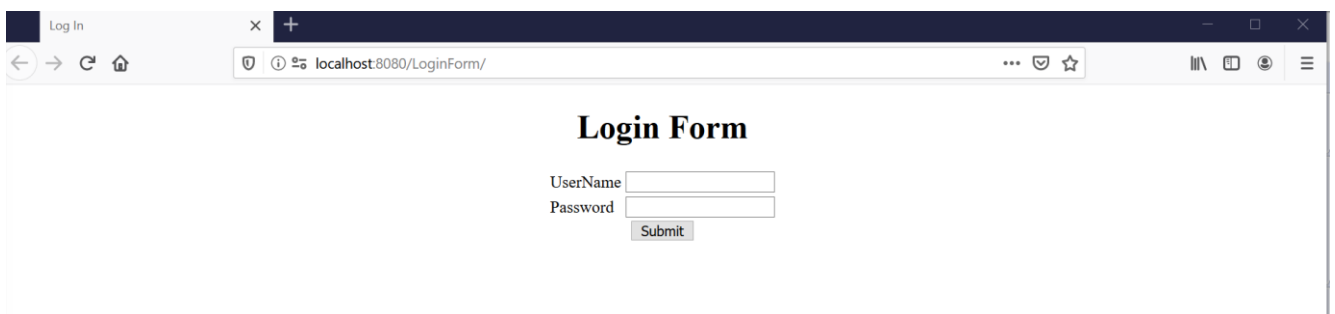 Log In
localhost:8080/LoginForm/
Login Form
UserName
Password
Submit